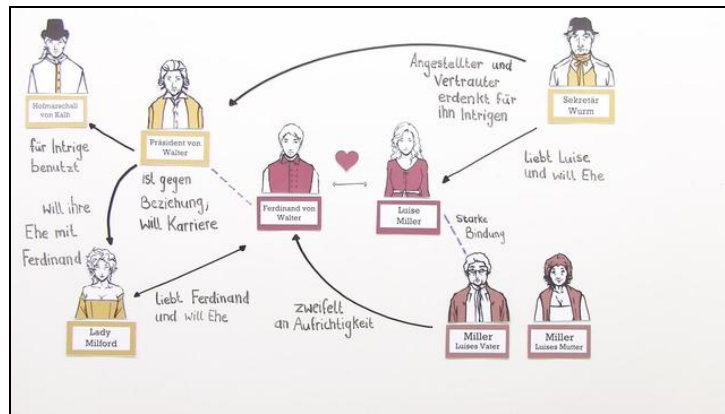 Hofmarschall
von Kalb
für Intrige
benutzt
Präsident von
Walter
Angestellter und
Vertrauter
erdenkt für
ihn Intrigen
Sekretär
Wurm
liebt Luise
und will Ehe
will ihre
Ehe mit
Ferdinand
ist gegen
Beziehung,
will Karriere
Ferdinand von
Walter
Luise
Miller
Starke
Bindung
Lady
Milford
liebt Ferdinand
und will Ehe
zweifelt
an Aufrichtigkeit
Miller
Luises Vater
Miller
Luises Mutter